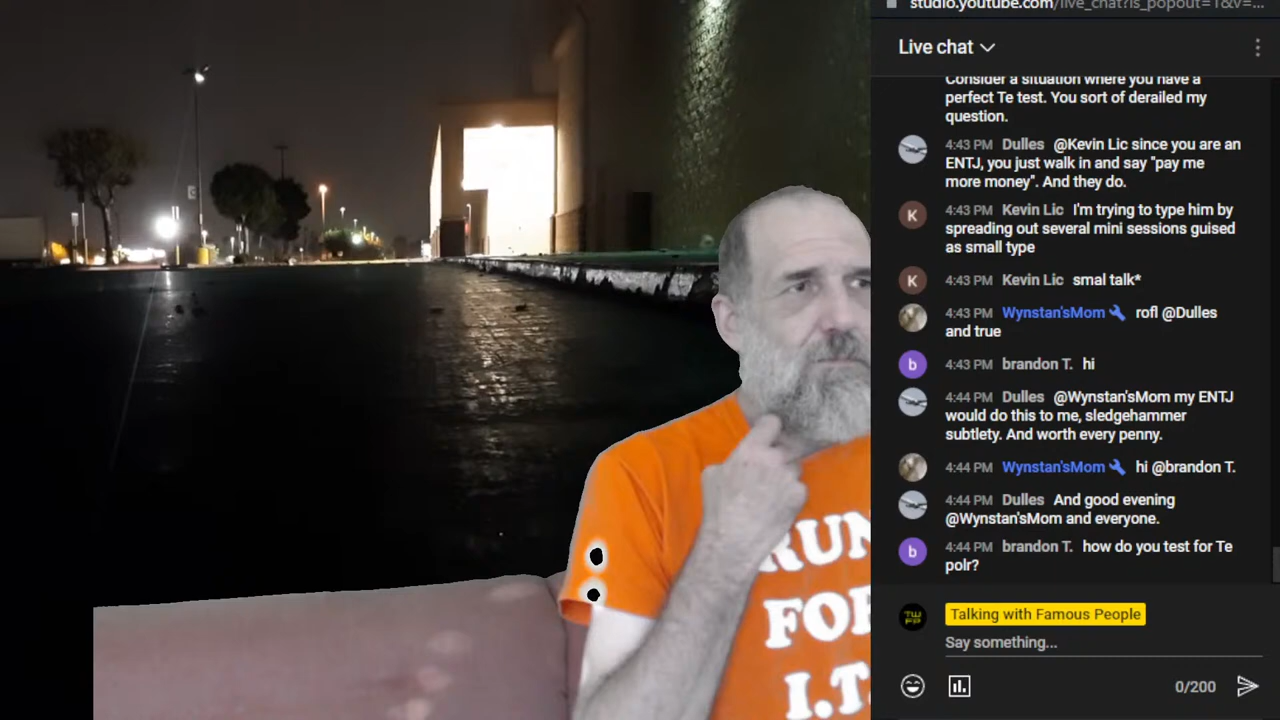 studio.youtube.com/live_chat?is_popout=1&v=...
Live chat
Consider a situation where you have a
perfect Te test. You sort of derailed my
question.
4:43 PM Dulles @Kevin Lic since you are an
ENTJ, you just walk in and say "pay me
more money". And they do.
K
4:43 PM Kevin Lic I'm trying to type him by
spreading out several mini sessions guised
as small type
K
4:43 PM Kevin Lic smal talk*
4:43 PM Wynstan'sMom rofl @Dulles
and true
b
4:43 PM brandon T. hi
4:44 PM Dulles @Wynstan'sMom my ENTJ
would do this to me, sledgehammer
subtlety. And worth every penny.
4:44 PM Wynstan'sMom hi @brandon T.
4:44 PM Dulles And good evening
@Wynstan'sMom and everyone.
b
4:44 PM brandon T. how do you test for Te
polr?
TW
FP
Talking with Famous People
Say something...
0/200
RUN
FOR
I.T.